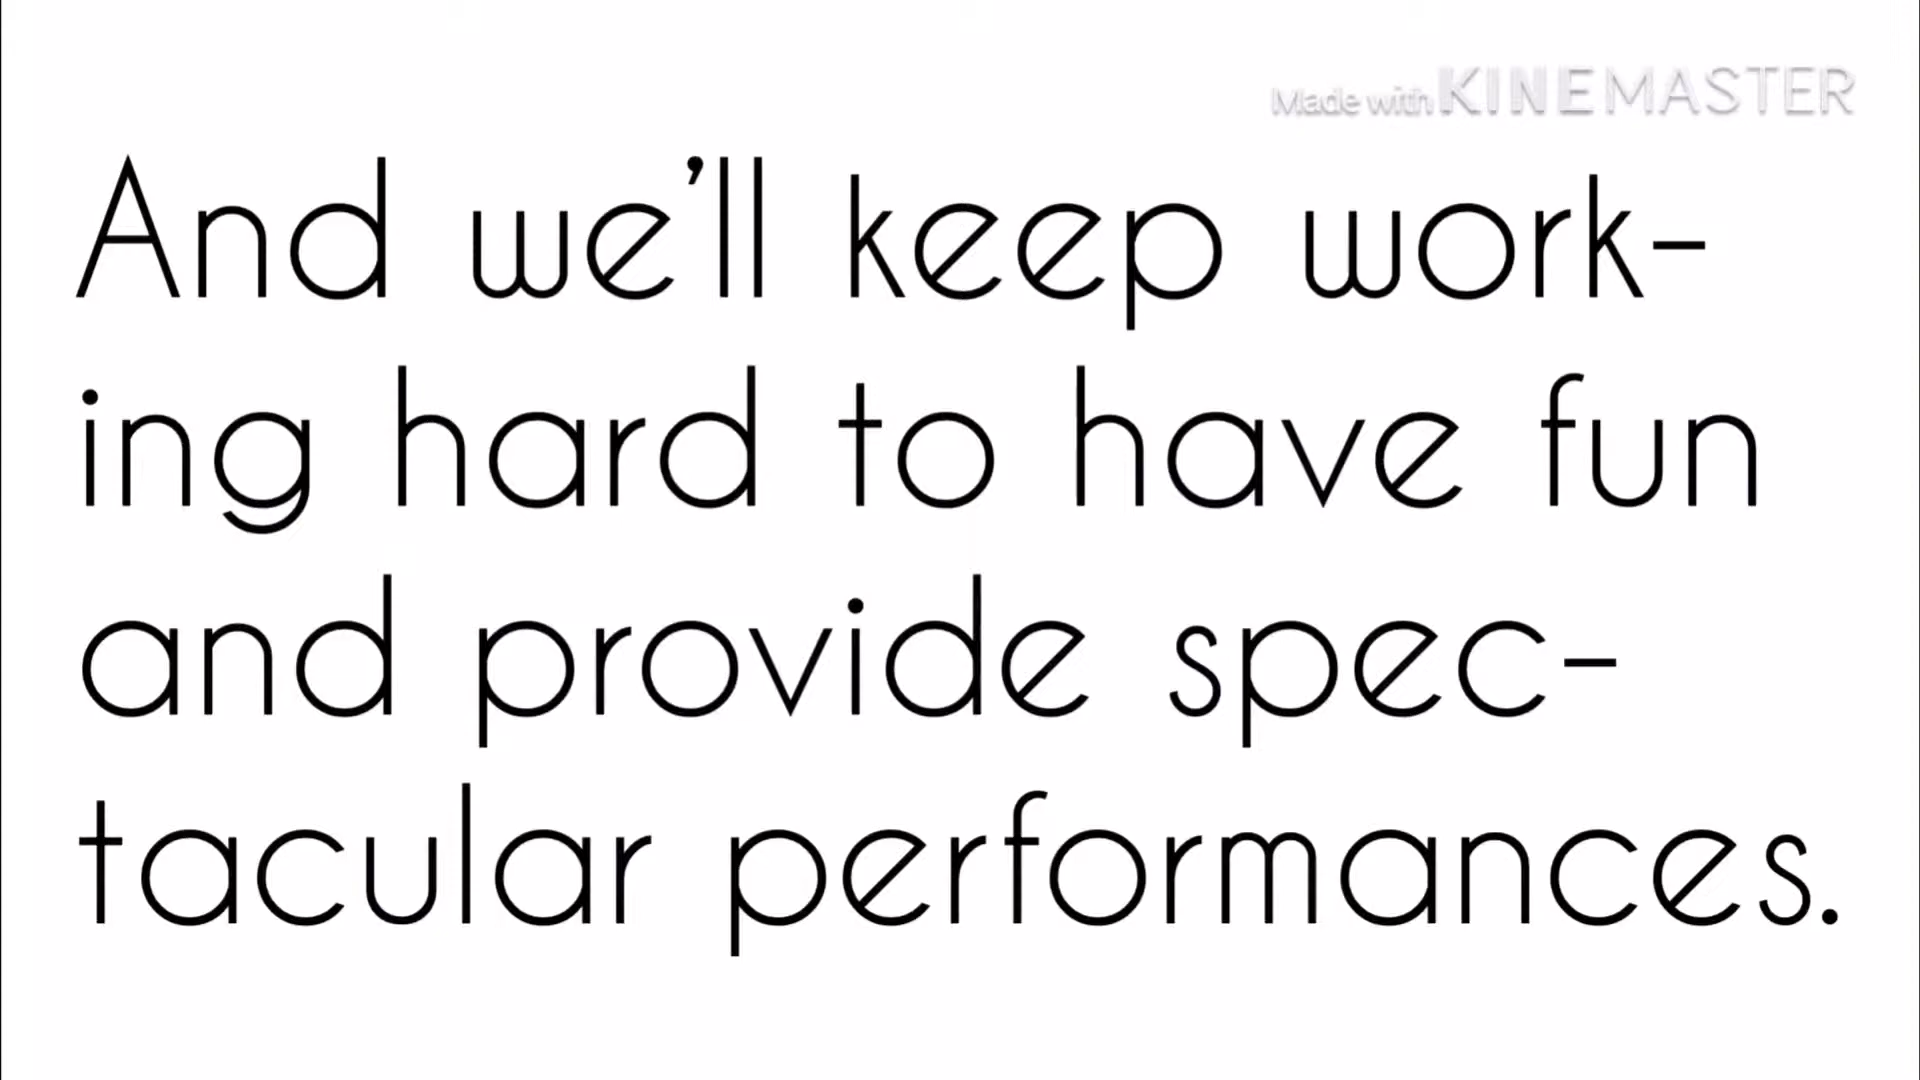 Made with KINEMASTER
And we'll keep work-
ing hard to have fun
and provide spec-
tacular performances.